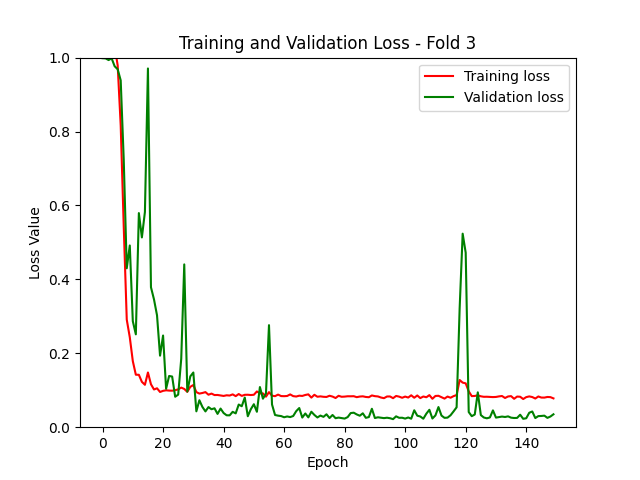 Training and Validation Loss - Fold 3
Training loss
Validation loss
Loss Value
1.0
0.8
0.6
0.4
0.2
0.0
0 20 40 60 80 100 120 140
Epoch